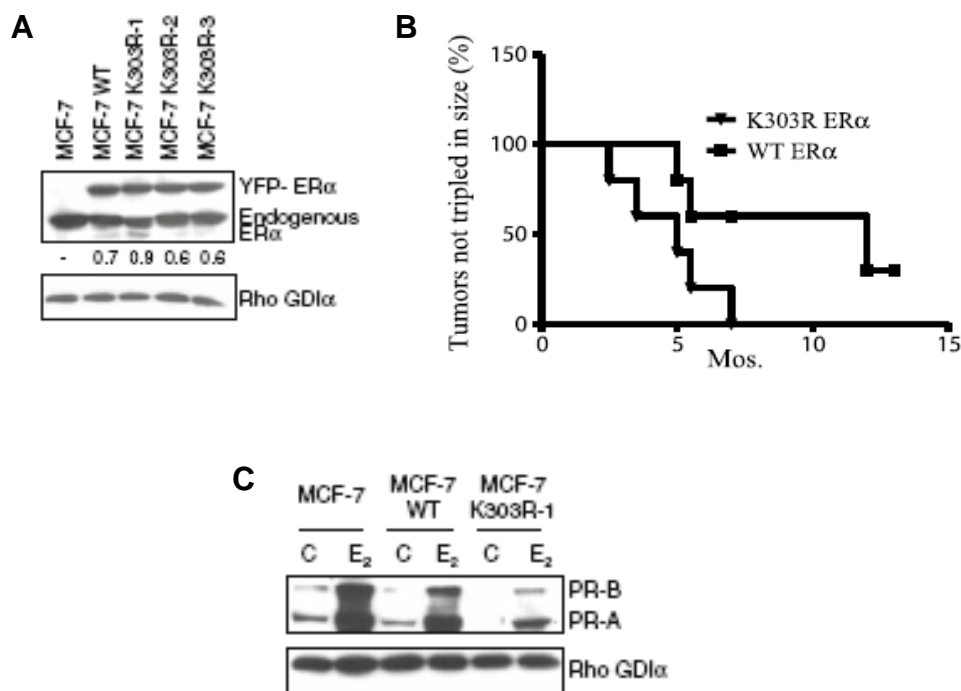 A
MCF-7
MCF-7 WT
MCF-7 K303R-1
MCF-7 K303R-2
MCF-7 K303R-3
YFP- ERα
Endogenous
ERα
- 0.7 0.9 0.6 0.6
Rho GDIα
B
Tumors not tripled in size (%)
150
100
50
0
K303R ERα
WT ERα
0 5 10 15
Mos.
C
MCF-7 MCF-7 WT MCF-7 K303R-1
C E₂ C E₂ C E₂
PR-B
PR-A
Rho GDIα